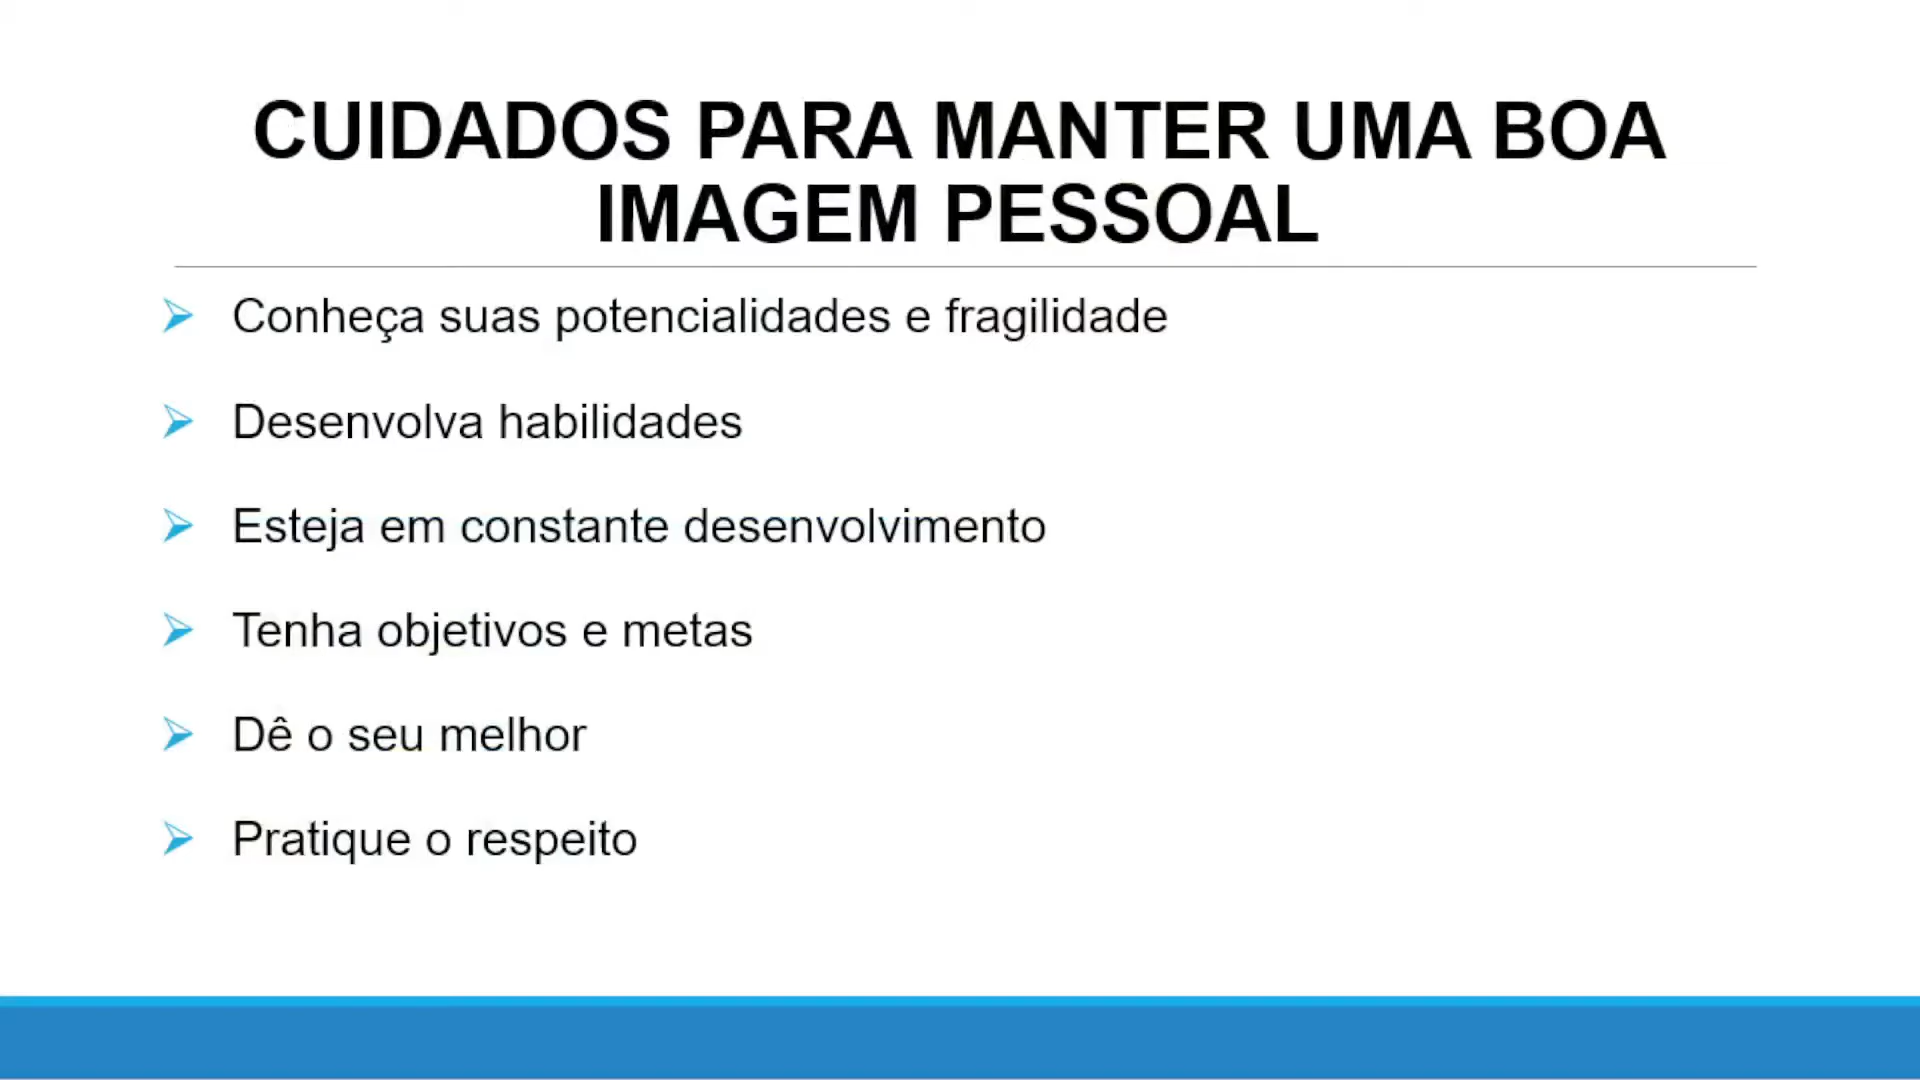 CUIDADOS PARA MANTER UMA BOA
IMAGEM PESSOAL
Conheça suas potencialidades e fragilidade
Desenvolva habilidades
Esteja em constante desenvolvimento
Tenha objetivos e metas
Dê o seu melhor
Pratique o respeito